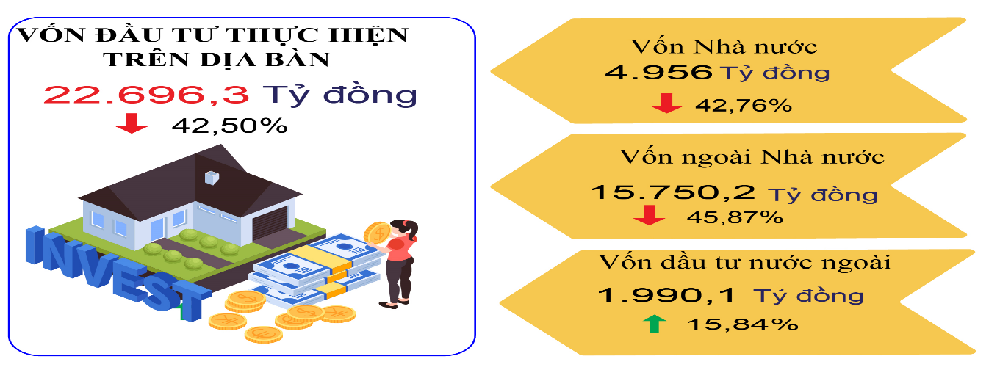 VỐN ĐẦU TƯ THỰC HIỆN
TRÊN ĐỊA BÀN
22.696,3 Tỷ đồng
42,50%
INVEST
Vốn Nhà nước
4.956 Tỷ đồng
42,76%
Vốn ngoài Nhà nước
15.750,2 Tỷ đồng
45,87%
Vốn đầu tư nước ngoài
1.990,1 Tỷ đồng
15,84%